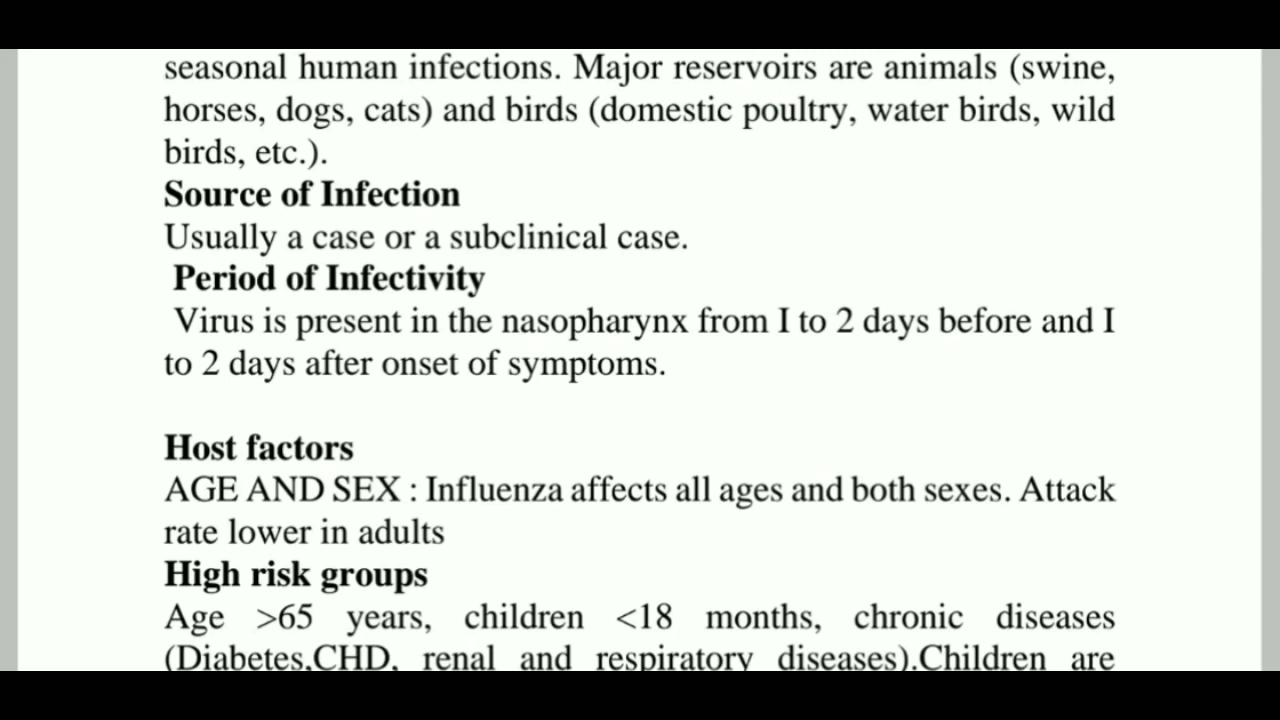 seasonal human infections. Major reservoirs are animals (swine,
horses, dogs, cats) and birds (domestic poultry, water birds, wild
birds, etc.).
Source of Infection
Usually a case or a subclinical case.
Period of Infectivity
Virus is present in the nasopharynx from I to 2 days before and I
to 2 days after onset of symptoms.
Host factors
AGE AND SEX : Influenza affects all ages and both sexes. Attack
rate lower in adults
High risk groups
Age >65 years, children <18 months, chronic diseases
(Diabetes,CHD, renal and respiratory diseases).Children are